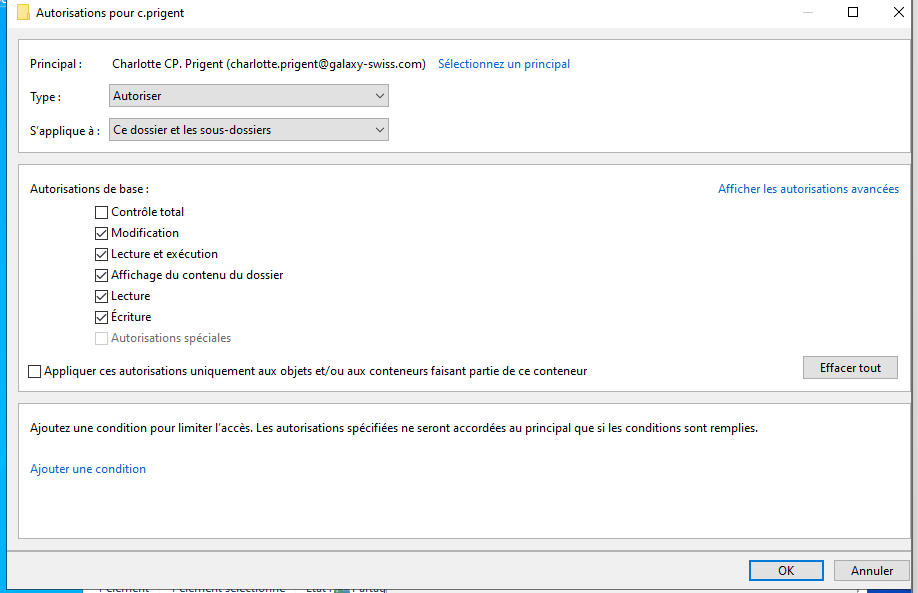 Autorisations pour c.prigent
Principal : Charlotte CP. Prigent (charlotte.prigent@galaxy-swiss.com) Sélectionnez un principal
Type : Autoriser
S'applique à : Ce dossier et les sous-dossiers
Autorisations de base : Afficher les autorisations avancées
Contrôle total
Modification
Lecture et exécution
Affichage du contenu du dossier
Lecture
Écriture
Autorisations spéciales
Appliquer ces autorisations uniquement aux objets et/ou aux conteneurs faisant partie de ce conteneur Effacer tout
Ajoutez une condition pour limiter l'accès. Les autorisations spécifiées ne seront accordées au principal que si les conditions sont remplies.
Ajouter une condition
OK Annuler